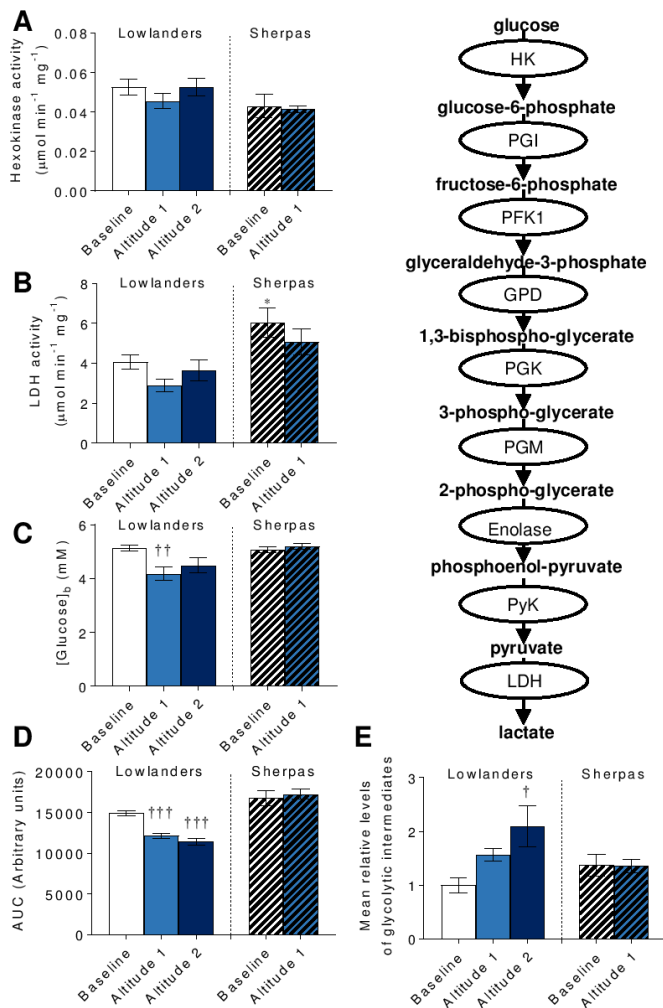 A
Lowlanders Sherpas
Hexokinase activity
(µmol min⁻¹ mg⁻¹)
0.08
0.06
0.04
0.02
0.00
Baseline
Altitude 1
Altitude 2
Baseline
Altitude 1
B
Lowlanders Sherpas
LDH activity
(µmol min⁻¹ mg⁻¹)
8
6
4
2
0
*
Baseline
Altitude 1
Altitude 2
Baseline
Altitude 1
C
Lowlanders Sherpas
[Glucose]b (mM)
6
4
2
0
††
Baseline
Altitude 1
Altitude 2
Baseline
Altitude 1
D
Lowlanders Sherpas
AUC (Arbitrary units)
20000
15000
10000
5000
0
†††
†††
Baseline
Altitude 1
Altitude 2
Baseline
Altitude 1
glucose
HK
glucose-6-phosphate
PGI
fructose-6-phosphate
PFK1
glyceraldehyde-3-phosphate
GPD
1,3-bisphospho-glycerate
PGK
3-phospho-glycerate
PGM
2-phospho-glycerate
Enolase
phosphoenol-pyruvate
PyK
pyruvate
LDH
lactate
E
Lowlanders Sherpas
Mean relative levels
of glycolytic intermediates
3
2
1
0
†
Baseline
Altitude 1
Altitude 2
Baseline
Altitude 1